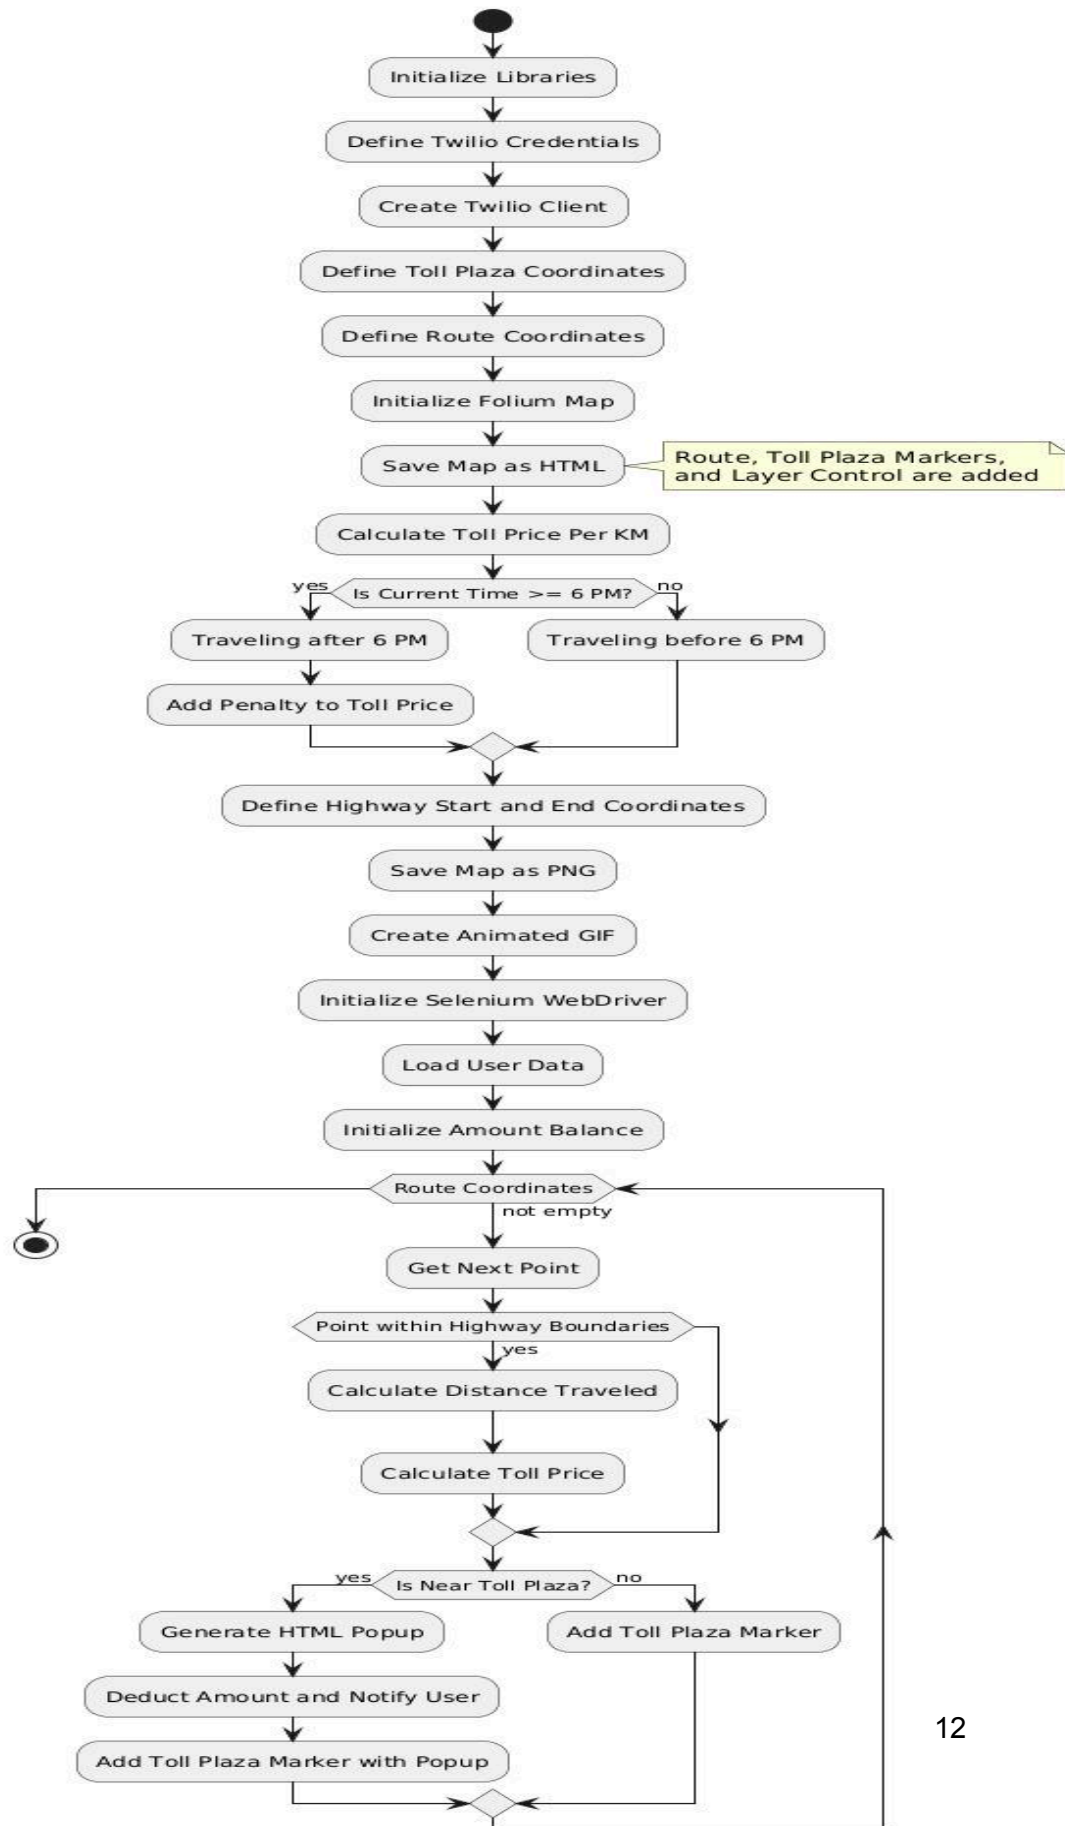 Initialize Libraries
Define Twilio Credentials
Create Twilio Client
Define Toll Plaza Coordinates
Define Route Coordinates
Initialize Folium Map
Save Map as HTML
Route, Toll Plaza Markers,
and Layer Control are added
Calculate Toll Price Per KM
yes
Is Current Time >= 6 PM?
no
Traveling after 6 PM
Traveling before 6 PM
Add Penalty to Toll Price
Define Highway Start and End Coordinates
Save Map as PNG
Create Animated GIF
Initialize Selenium WebDriver
Load User Data
Initialize Amount Balance
Route Coordinates
not empty
Get Next Point
Point within Highway Boundaries
yes
Calculate Distance Traveled
Calculate Toll Price
yes
Is Near Toll Plaza?
no
Generate HTML Popup
Add Toll Plaza Marker
Deduct Amount and Notify User
12
Add Toll Plaza Marker with Popup